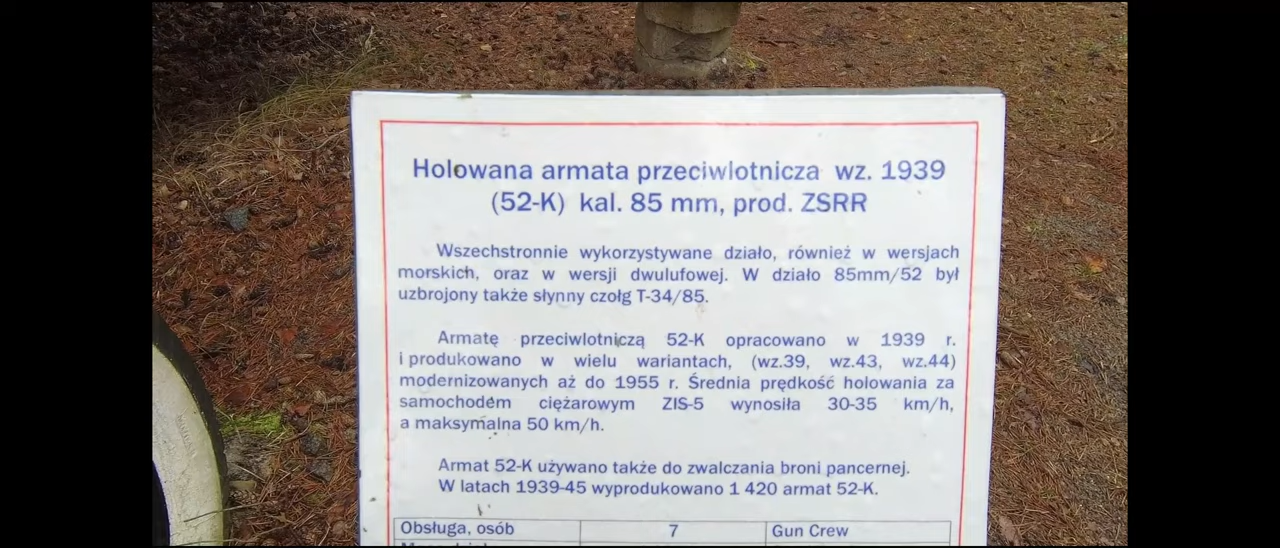 Holowana armata przeciwlotnicza wz. 1939
(52-K) kal. 85 mm, prod. ZSRR
Wszechstronnie wykorzystywane działo, również w wersjach
morskich, oraz w wersji dwulufowej. W działo 85mm/52 był
uzbrojony także słynny czołg T-34/85.
Armatę przeciwlotniczą 52-K opracowano w 1939 r.
i produkowano w wielu wariantach, (wz.39, wz.43, wz.44)
modernizowanych aż do 1955 r. Średnia prędkość holowania za
samochodem ciężarowym ZIS-5 wynosiła 30-35 km/h,
a maksymalna 50 km/h.
Armat 52-K używano także do zwalczania broni pancernej.
W latach 1939-45 wyprodukowano 1 420 armat 52-K.
Obsługa, osób 7 Gun Crew